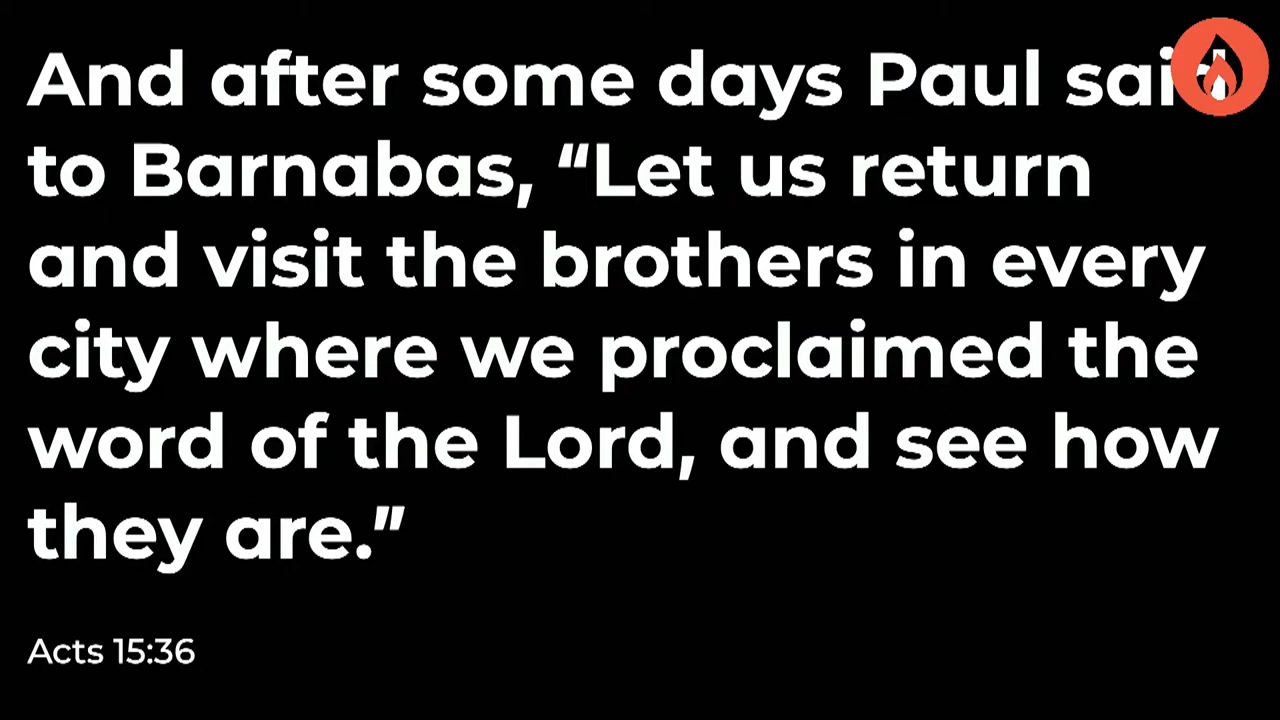 And after some days Paul said
to Barnabas, “Let us return
and visit the brothers in every
city where we proclaimed the
word of the Lord, and see how
they are.”
Acts 15:36